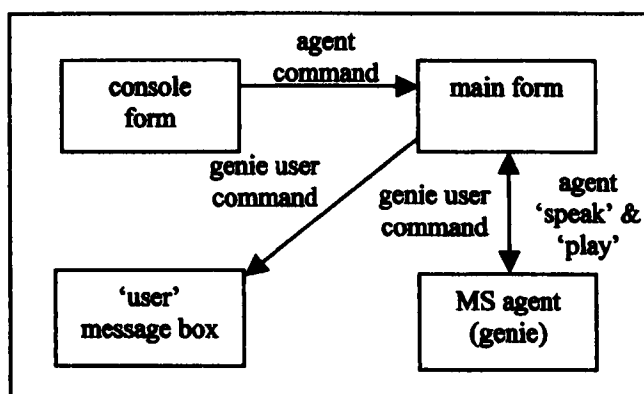 agent
command
console
form
main form
genie user
command
genie user
command
agent
‘speak’ &
‘play’
‘user’
message box
MS agent
(genie)